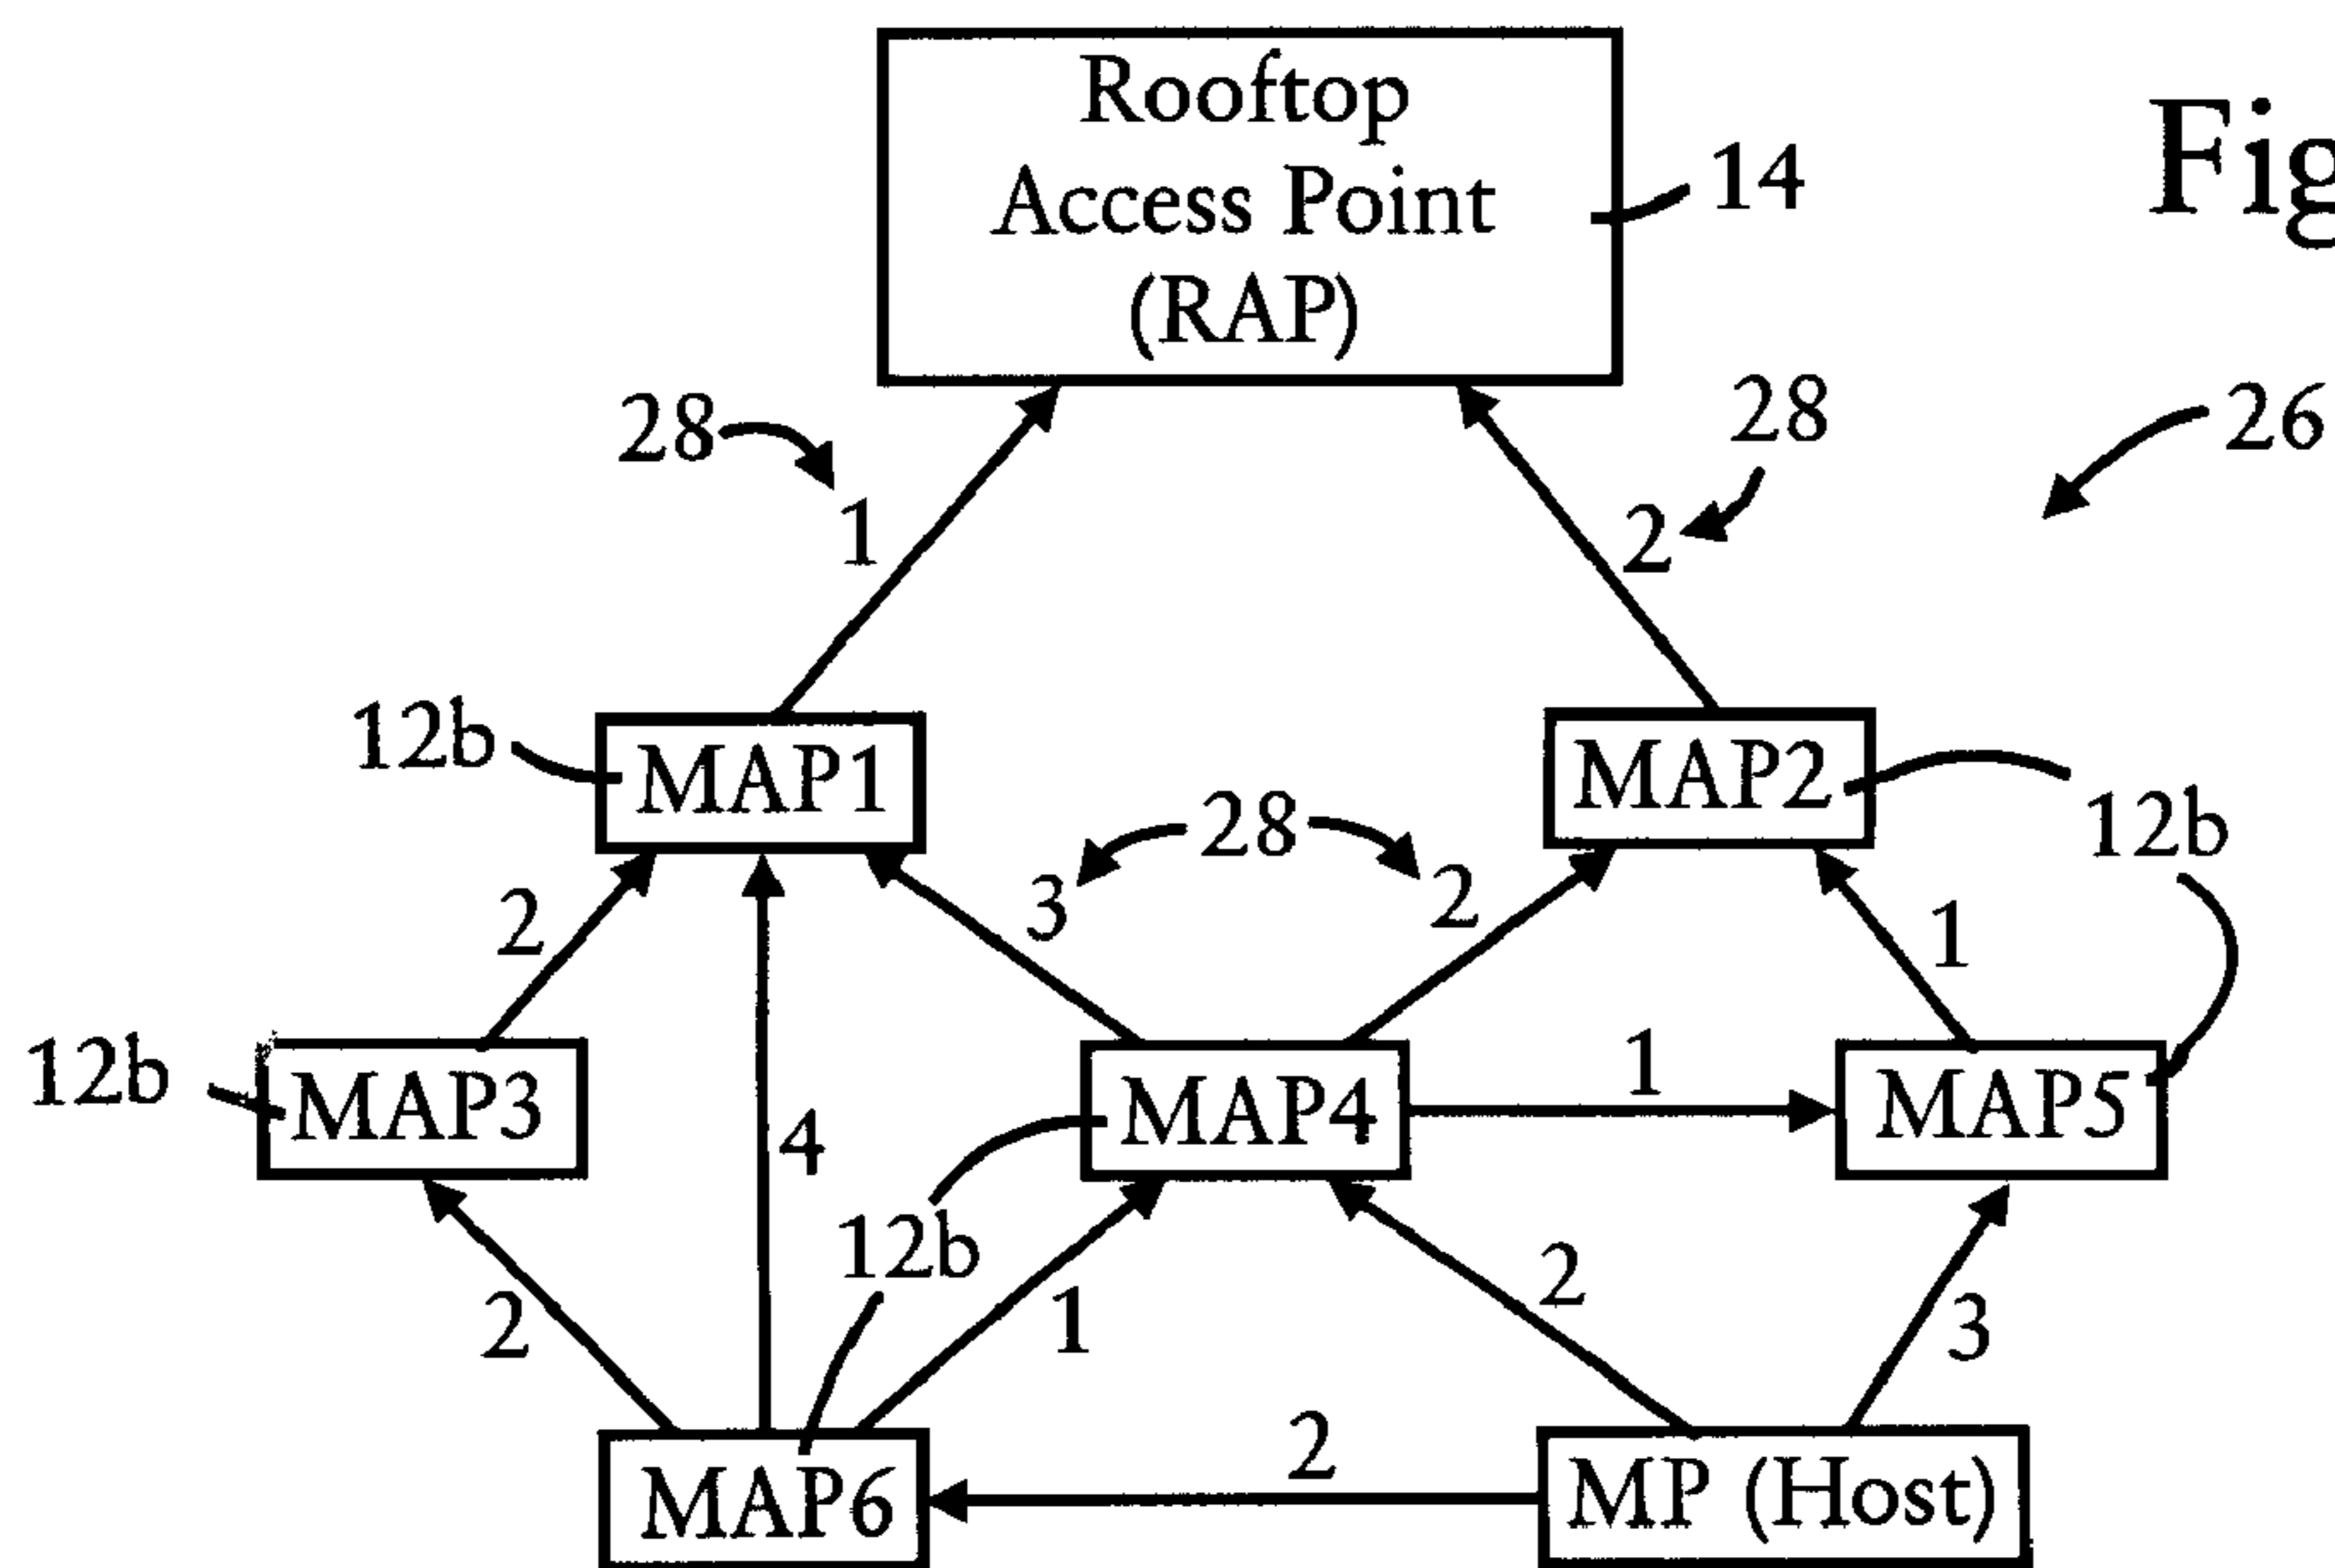 Rooftop
Access Point
(RAP)
14
Fig
28
28
26
1
2
12b
MAP1
28
MAP2
12b
2
3
2
1
12b
MAP3
4
MAP4
1
MAP5
12b
2
1
2
3
MAP6
2
MP (Host)